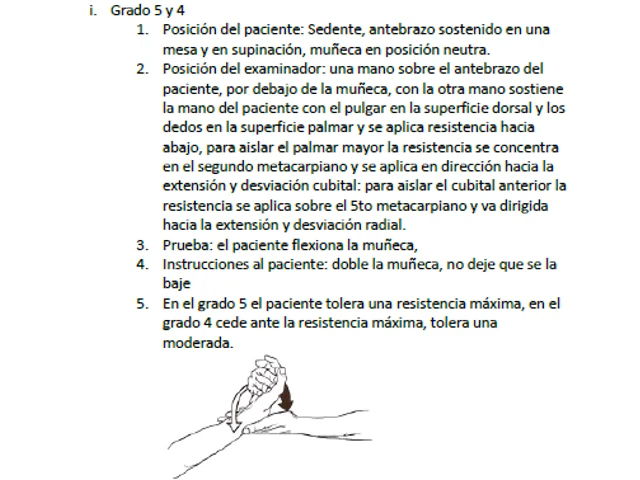 i. Grado 5 y 4
1. Posición del paciente: Sedente, antebrazo sostenido en una
mesa y en supinación, muñeca en posición neutra.
2. Posición del examinador: una mano sobre el antebrazo del
paciente, por debajo de la muñeca, con la otra mano sostiene
la mano del paciente con el pulgar en la superficie dorsal y los
dedos en la superficie palmar y se aplica resistencia hacia
abajo, para aislar el palmar mayor la resistencia se concentra
en el segundo metacarpiano y se aplica en dirección hacia la
extensión y desviación cubital: para aislar el cubital anterior la
resistencia se aplica sobre el 5to metacarpiano y va dirigida
hacia la extensión y desviación radial.
3. Prueba: el paciente flexiona la muñeca,
4. Instrucciones al paciente: doble la muñeca, no deje que se la
baje
5. En el grado 5 el paciente tolera una resistencia máxima, en el
grado 4 cede ante la resistencia máxima, tolera una
moderada.